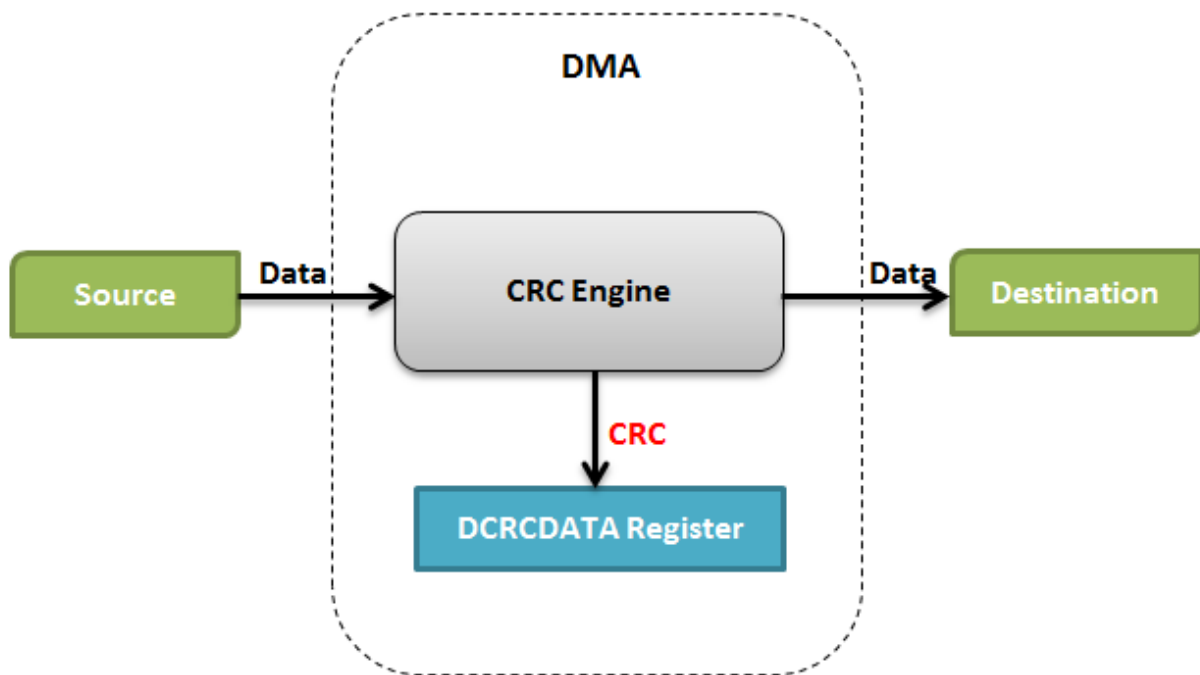 DMA
Source
Data
CRC Engine
Data
Destination
CRC
DCRCDATA Register